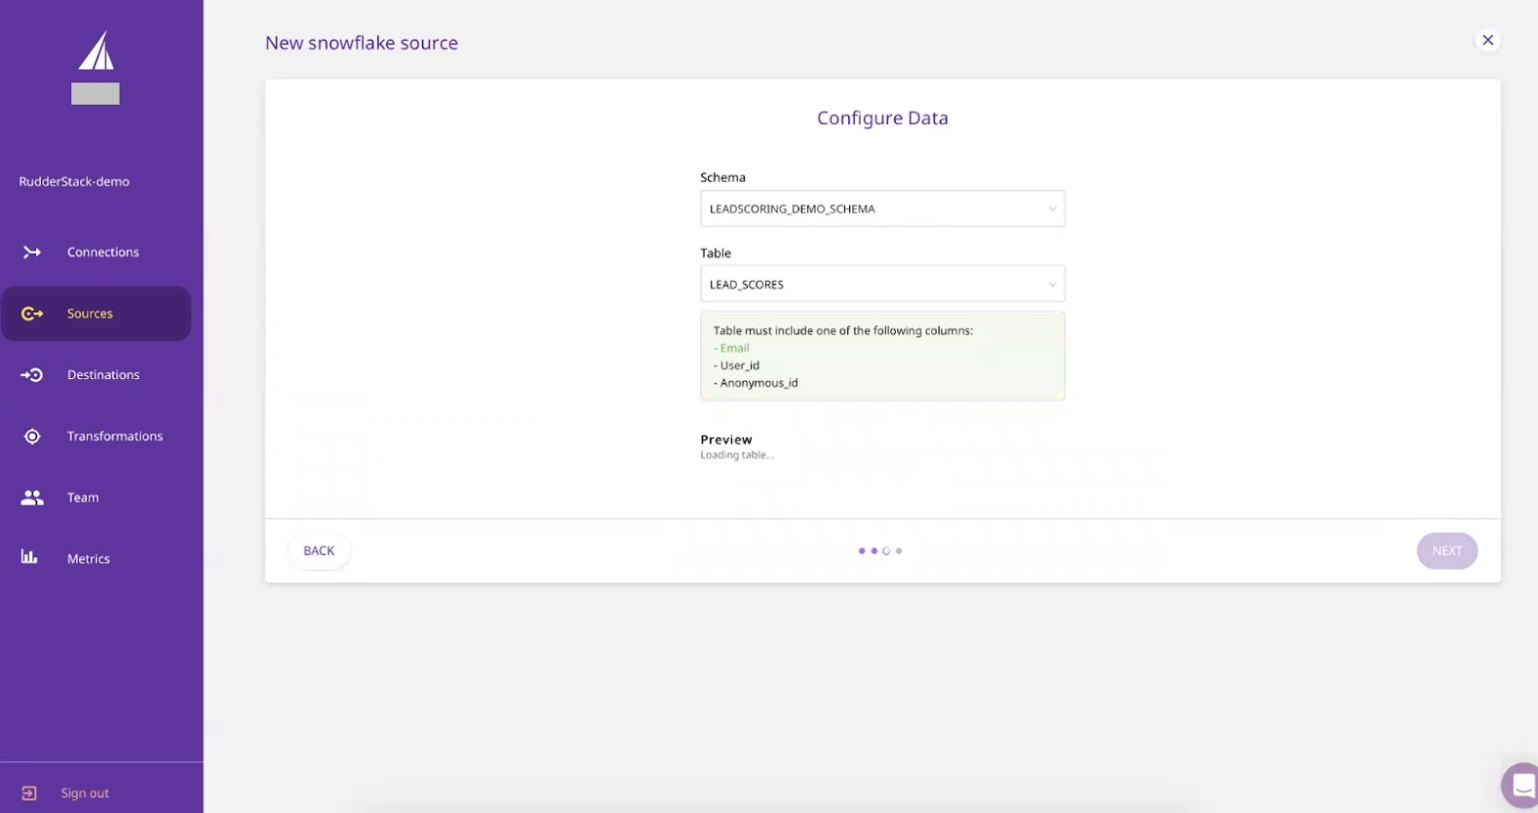 New snowflake source
RudderStack-demo
Connections
Sources
Destinations
Transformations
Team
Metrics
Sign out
Configure Data
Schema
LEADSCORING_DEMO_SCHEMA
Table
LEAD_SCORES
Table must include one of the following columns:
- Email
- User_id
- Anonymous_id
Preview
Loading table...
BACK
NEXT